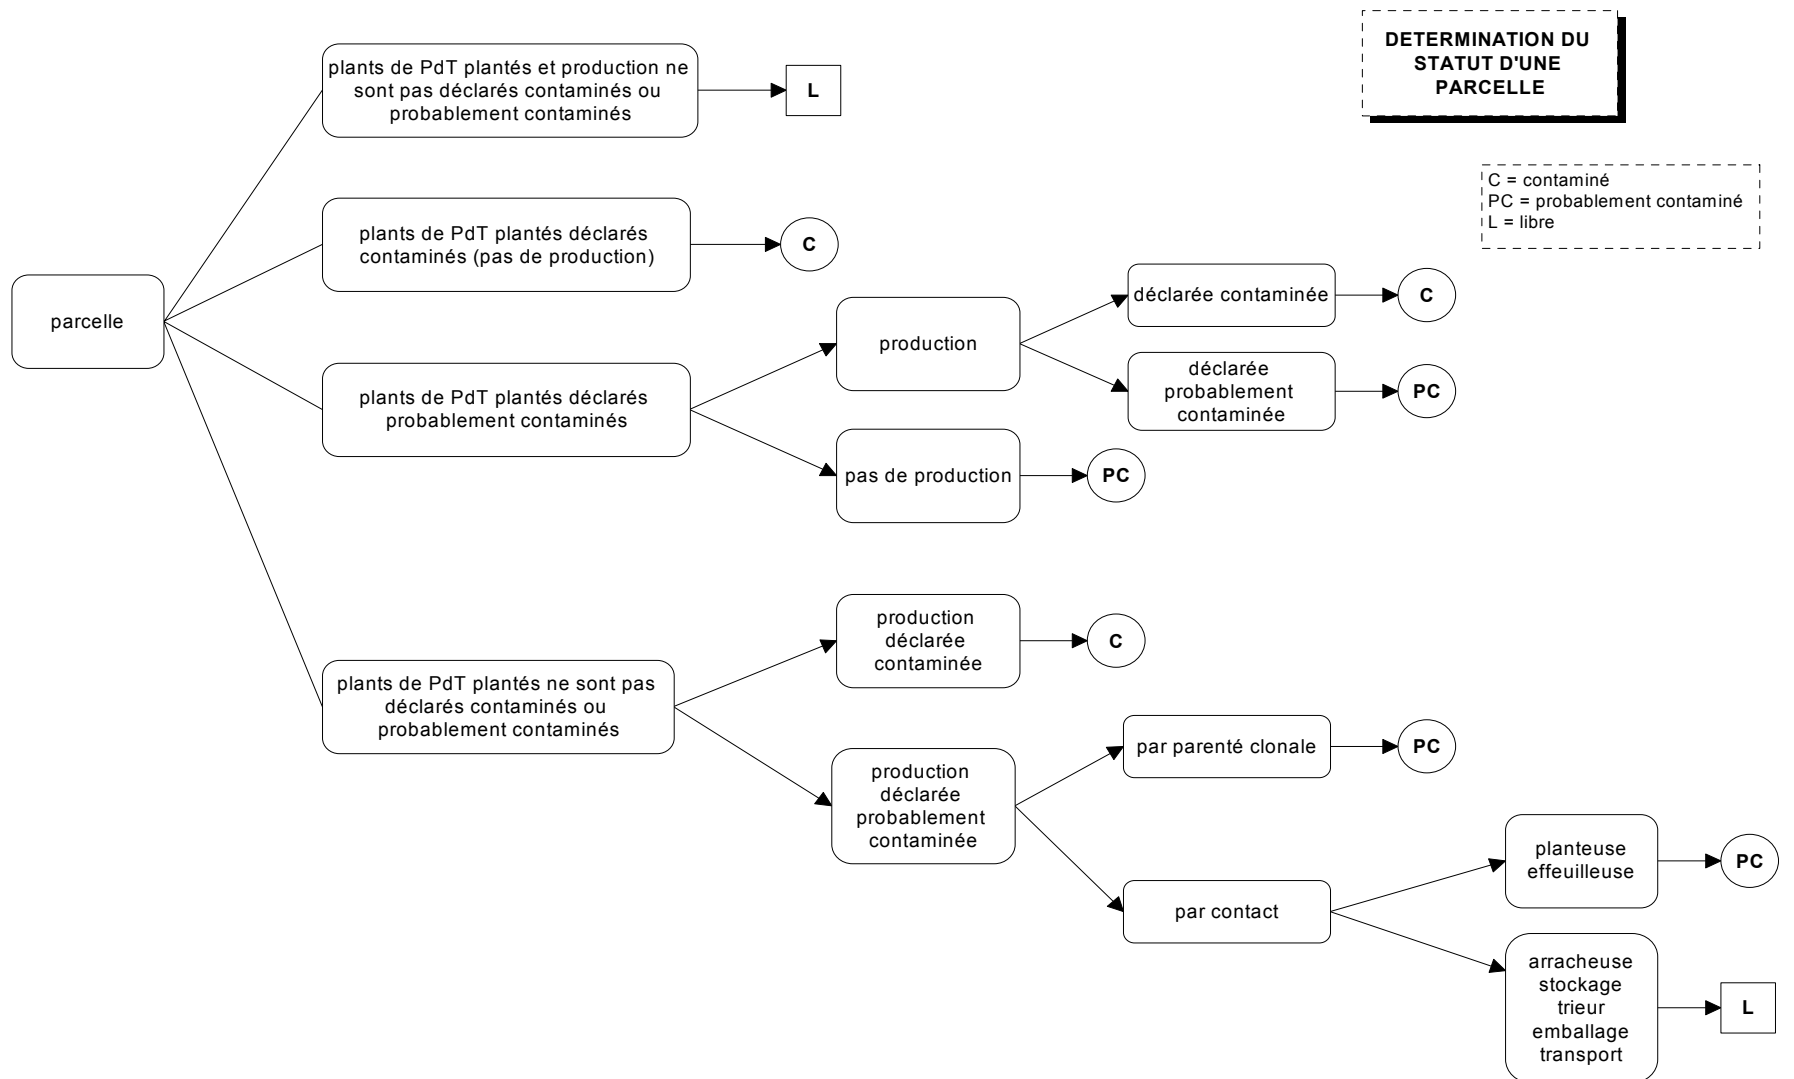 DETERMINATION DU
STATUT D'UNE
PARCELLE
C = contaminé
PC = probablement contaminé
L = libre
parcelle
plants de PdT plantés et production ne
sont pas déclarés contaminés ou
probablement contaminés
L
plants de PdT plantés déclarés
contaminés (pas de production)
C
plants de PdT plantés déclarés
probablement contaminés
production
déclarée contaminée
C
déclarée
probablement
contaminée
PC
pas de production
PC
plants de PdT plantés ne sont pas
déclarés contaminés ou
probablement contaminés
production
déclarée
contaminée
C
production
déclarée
probablement
contaminée
par parenté clonale
PC
par contact
planteuse
effeuilleuse
PC
arracheuse
stockage
trieur
emballage
transport
L